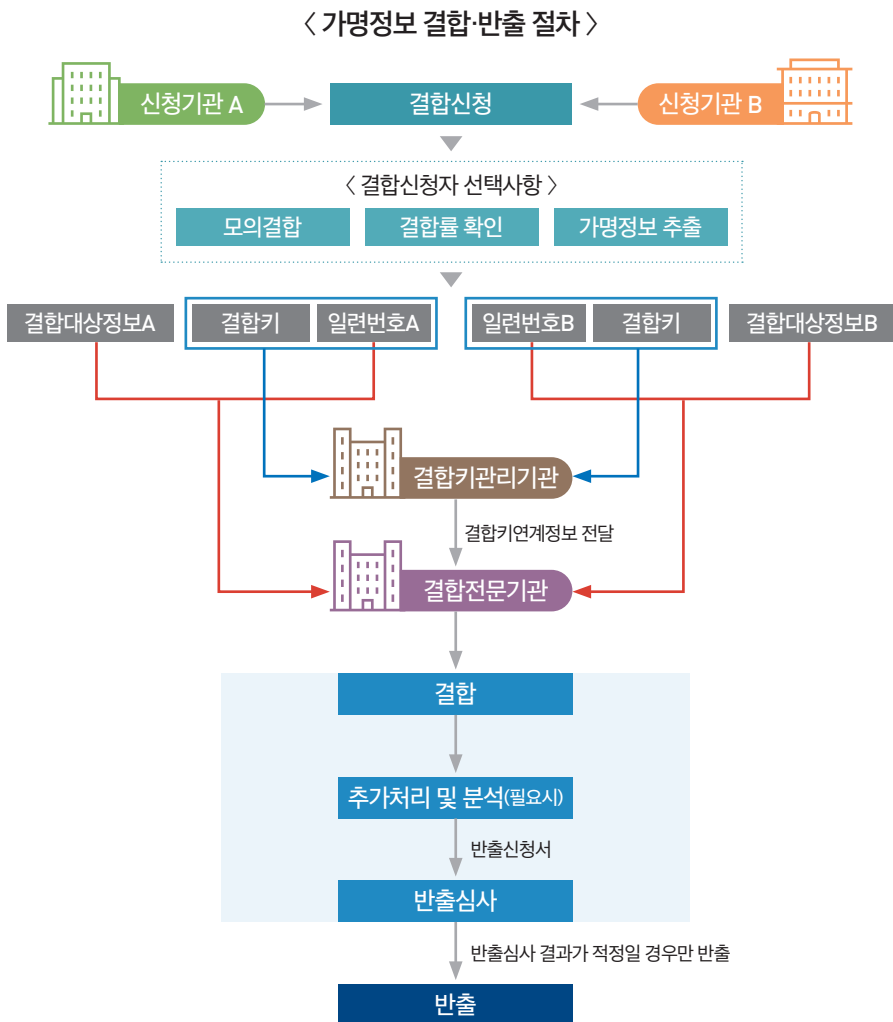 〈 가명정보 결합·반출 절차 〉
신청기관 A
결합신청
신청기관 B
〈 결합신청자 선택사항 〉
모의결합
결합률 확인
가명정보 추출
결합대상정보A
결합키
일련번호A
일련번호B
결합키
결합대상정보B
결합키관리기관
결합키연계정보 전달
결합전문기관
결합
추가처리 및 분석(필요시)
반출신청서
반출심사
반출심사 결과가 적정일 경우만 반출
반출